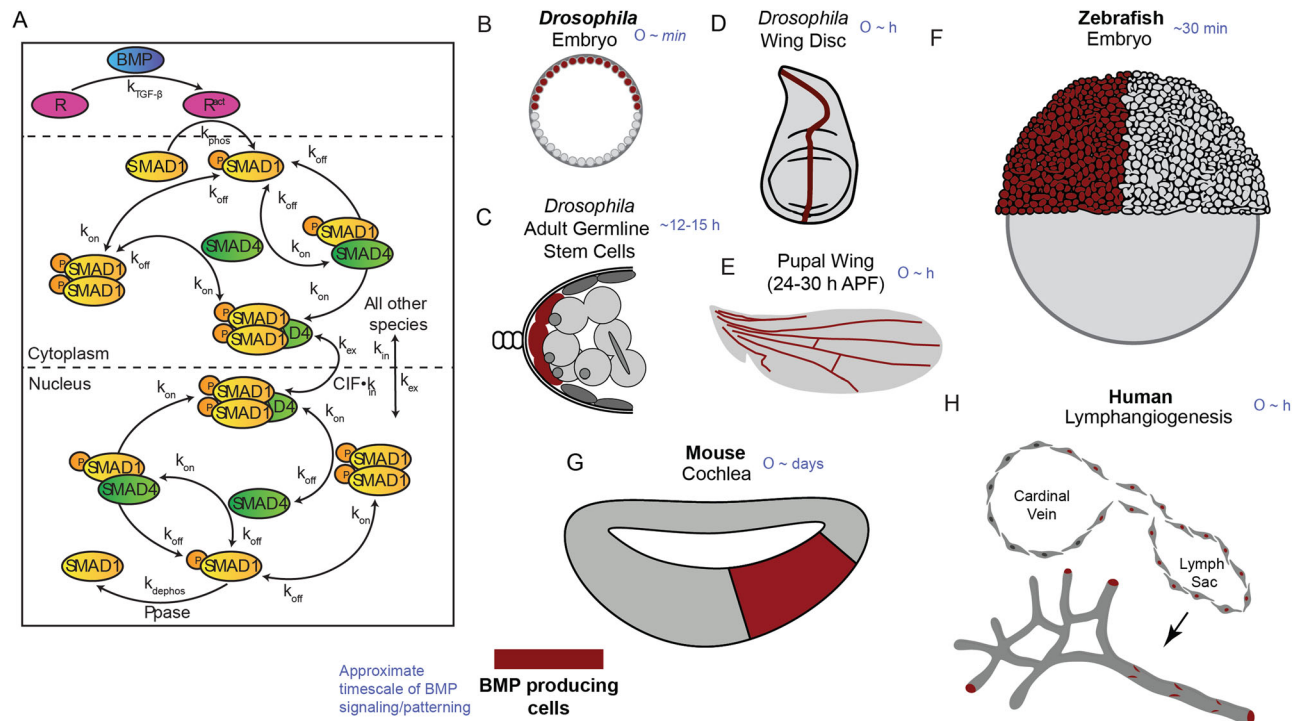 A
BMP
k_TGF-β
R
R^act
k_phos
SMAD1
P
SMAD1
k_off
k_off
k_off
P
SMAD1
SMAD4
k_on
k_off
SMAD4
k_on
P
SMAD1
P
SMAD1
k_on
k_on
P
SMAD1
P
SMAD1
D4
All other
species
Cytoplasm
k_ex
k_in
Nucleus
CIF•k_in
k_ex
k_on
P
SMAD1
P
SMAD1
D4
k_on
P
SMAD1
SMAD4
k_on
SMAD4
k_off
P
SMAD1
P
SMAD1
k_on
k_off
k_off
SMAD1
P
SMAD1
k_dephos
Ppase
k_off
B
Drosophila
Embryo
O ~ min
C
Drosophila
Adult Germline
Stem Cells
~12-15 h
D
Drosophila
Wing Disc
O ~ h
E
Pupal Wing
(24-30 h APF)
O ~ h
F
Zebrafish
Embryo
~30 min
G
Mouse
Cochlea
O ~ days
H
Human
Lymphangiogenesis
O ~ h
Cardinal
Vein
Lymph
Sac
Approximate
timescale of BMP
signaling/patterning
BMP producing
cells